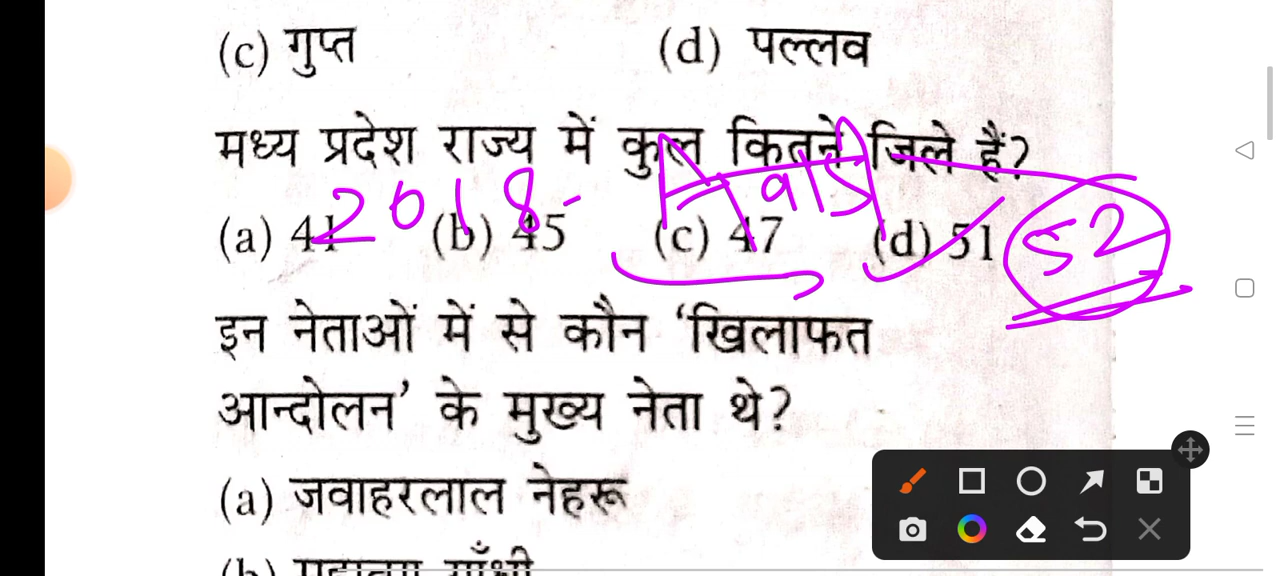 (c) गुप्त (d) पल्लव
मध्य प्रदेश राज्य में कुल कितने जिले हैं?
2018-
(a) 41 (b) 45 (c) 47 (d) 51 52
इन नेताओं में से कौन ‘खिलाफत
आन्दोलन’ के मुख्य नेता थे?
(a) जवाहरलाल नेहरू